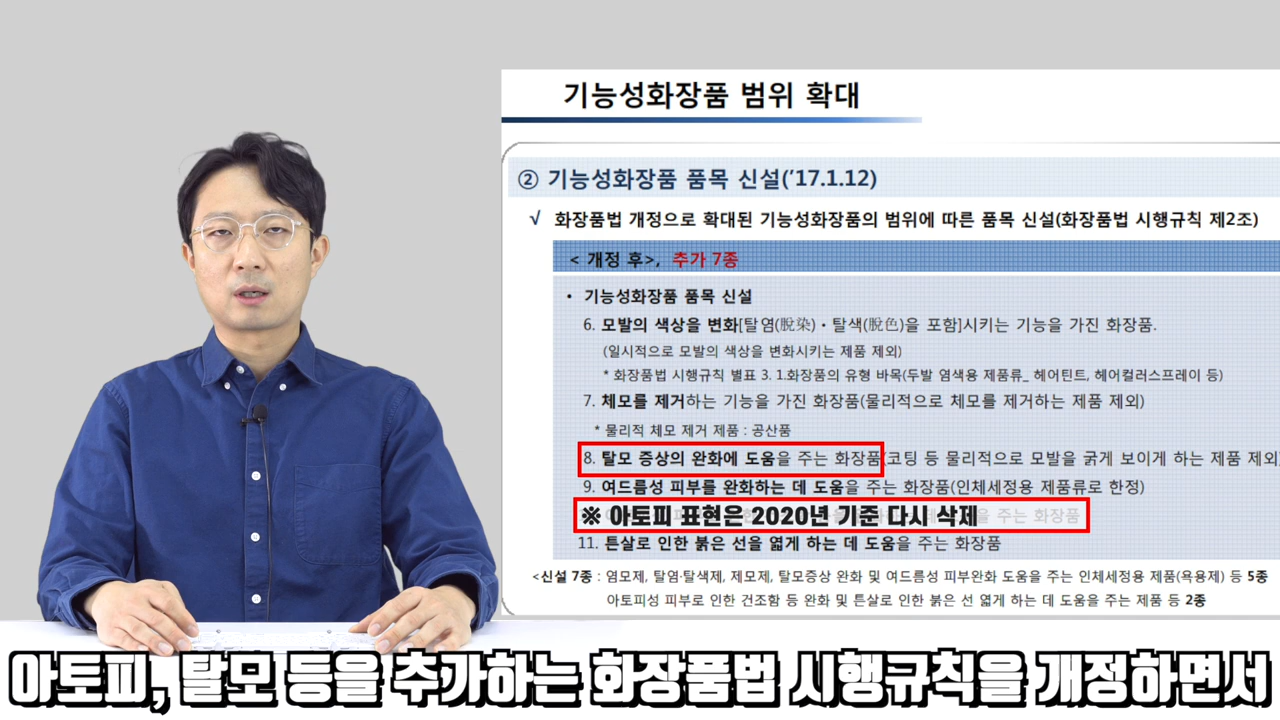 기능성화장품 범위 확대
② 기능성화장품 품목 신설('17.1.12)
√ 화장품법 개정으로 확대된 기능성화장품의 범위에 따른 품목 신설(화장품법 시행규칙 제2조)
< 개정 후>, 추가 7종
• 기능성화장품 품목 신설
6. 모발의 색상을 변화[탈염(脫染)·탈색(脫色)을 포함]시키는 기능을 가진 화장품.
(일시적으로 모발의 색상을 변화시키는 제품 제외)
* 화장품법 시행규칙 별표 3. 1.화장품의 유형 바목(두발 염색용 제품류_ 헤어틴트, 헤어컬러스프레이 등)
7. 체모를 제거하는 기능을 가진 화장품(물리적으로 체모를 제거하는 제품 제외)
* 물리적 체모 제거 제품 : 공산품
8. 탈모 증상의 완화에 도움을 주는 화장품(코팅 등 물리적으로 모발을 굵게 보이게 하는 제품 제외)
9. 여드름성 피부를 완화하는 데 도움을 주는 화장품(인체세정용 제품류로 한정)
※ 아토피 표현은 2020년 기준 다시 삭제 을 주는 화장품
11. 튼살로 인한 붉은 선을 엷게 하는 데 도움을 주는 화장품
<신설 7종 : 염모제, 탈염·탈색제, 제모제, 탈모증상 완화 및 여드름성 피부완화 도움을 주는 인체세정용 제품(욕용제) 등 5종
아토피성 피부로 인한 건조함 등 완화 및 튼살로 인한 붉은 선 엷게 하는 데 도움을 주는 제품 등 2종
아토피, 탈모 등을 추가하는 화장품법 시행규칙을 개정하면서